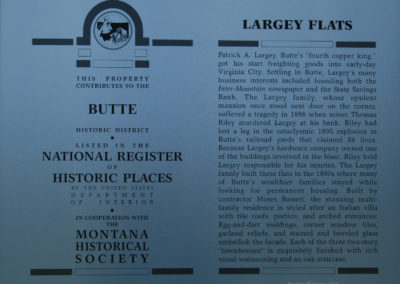 THIS PROPERTY
CONTRIBUTES TO THE
BUTTE
HISTORIC DISTRICT
LISTED IN THE
NATIONAL REGISTER
OF
HISTORIC PLACES
BY THE UNITED STATES
DEPARTMENT
OF INTERIOR
IN COOPERATION WITH
THE
MONTANA
HISTORICAL
SOCIETY
LARGEY FLATS
Patrick A. Largey, Butte's "fourth copper king,"
got his start freighting goods into early-day
Virginia City. Settling in Butte, Largey's many
business interests included founding both the
Inter-Mountain newspaper and the State Savings
Bank. The Largey family, whose opulent
mansion once stood next door on the corner,
suffered a tragedy in 1898 when miner Thomas
Riley murdered Largey at his bank. Riley had
lost a leg in the cataclysmic 1895 explosion in
Butte's railroad yards that claimed 58 lives.
Because Largey's hardware company owned one
of the buildings involved in the blast, Riley held
Largey responsible for his injuries. The Largey
family built these flats in the 1890s where many
of Butte's wealthier families stayed while
looking for permanent housing. Built by
contractor Moses Bassett, the stunning multi-
family residence is styled after an Italian villa
with tile roofs, portico, and arched entrances.
Egg-and-dart moldings, corner window tiles,
garland reliefs, and stained and beveled glass
embellish the facade. Each of the three two-story
"townhouses" is exquisitely finished with rich
wood wainscoting and an oak staircase.